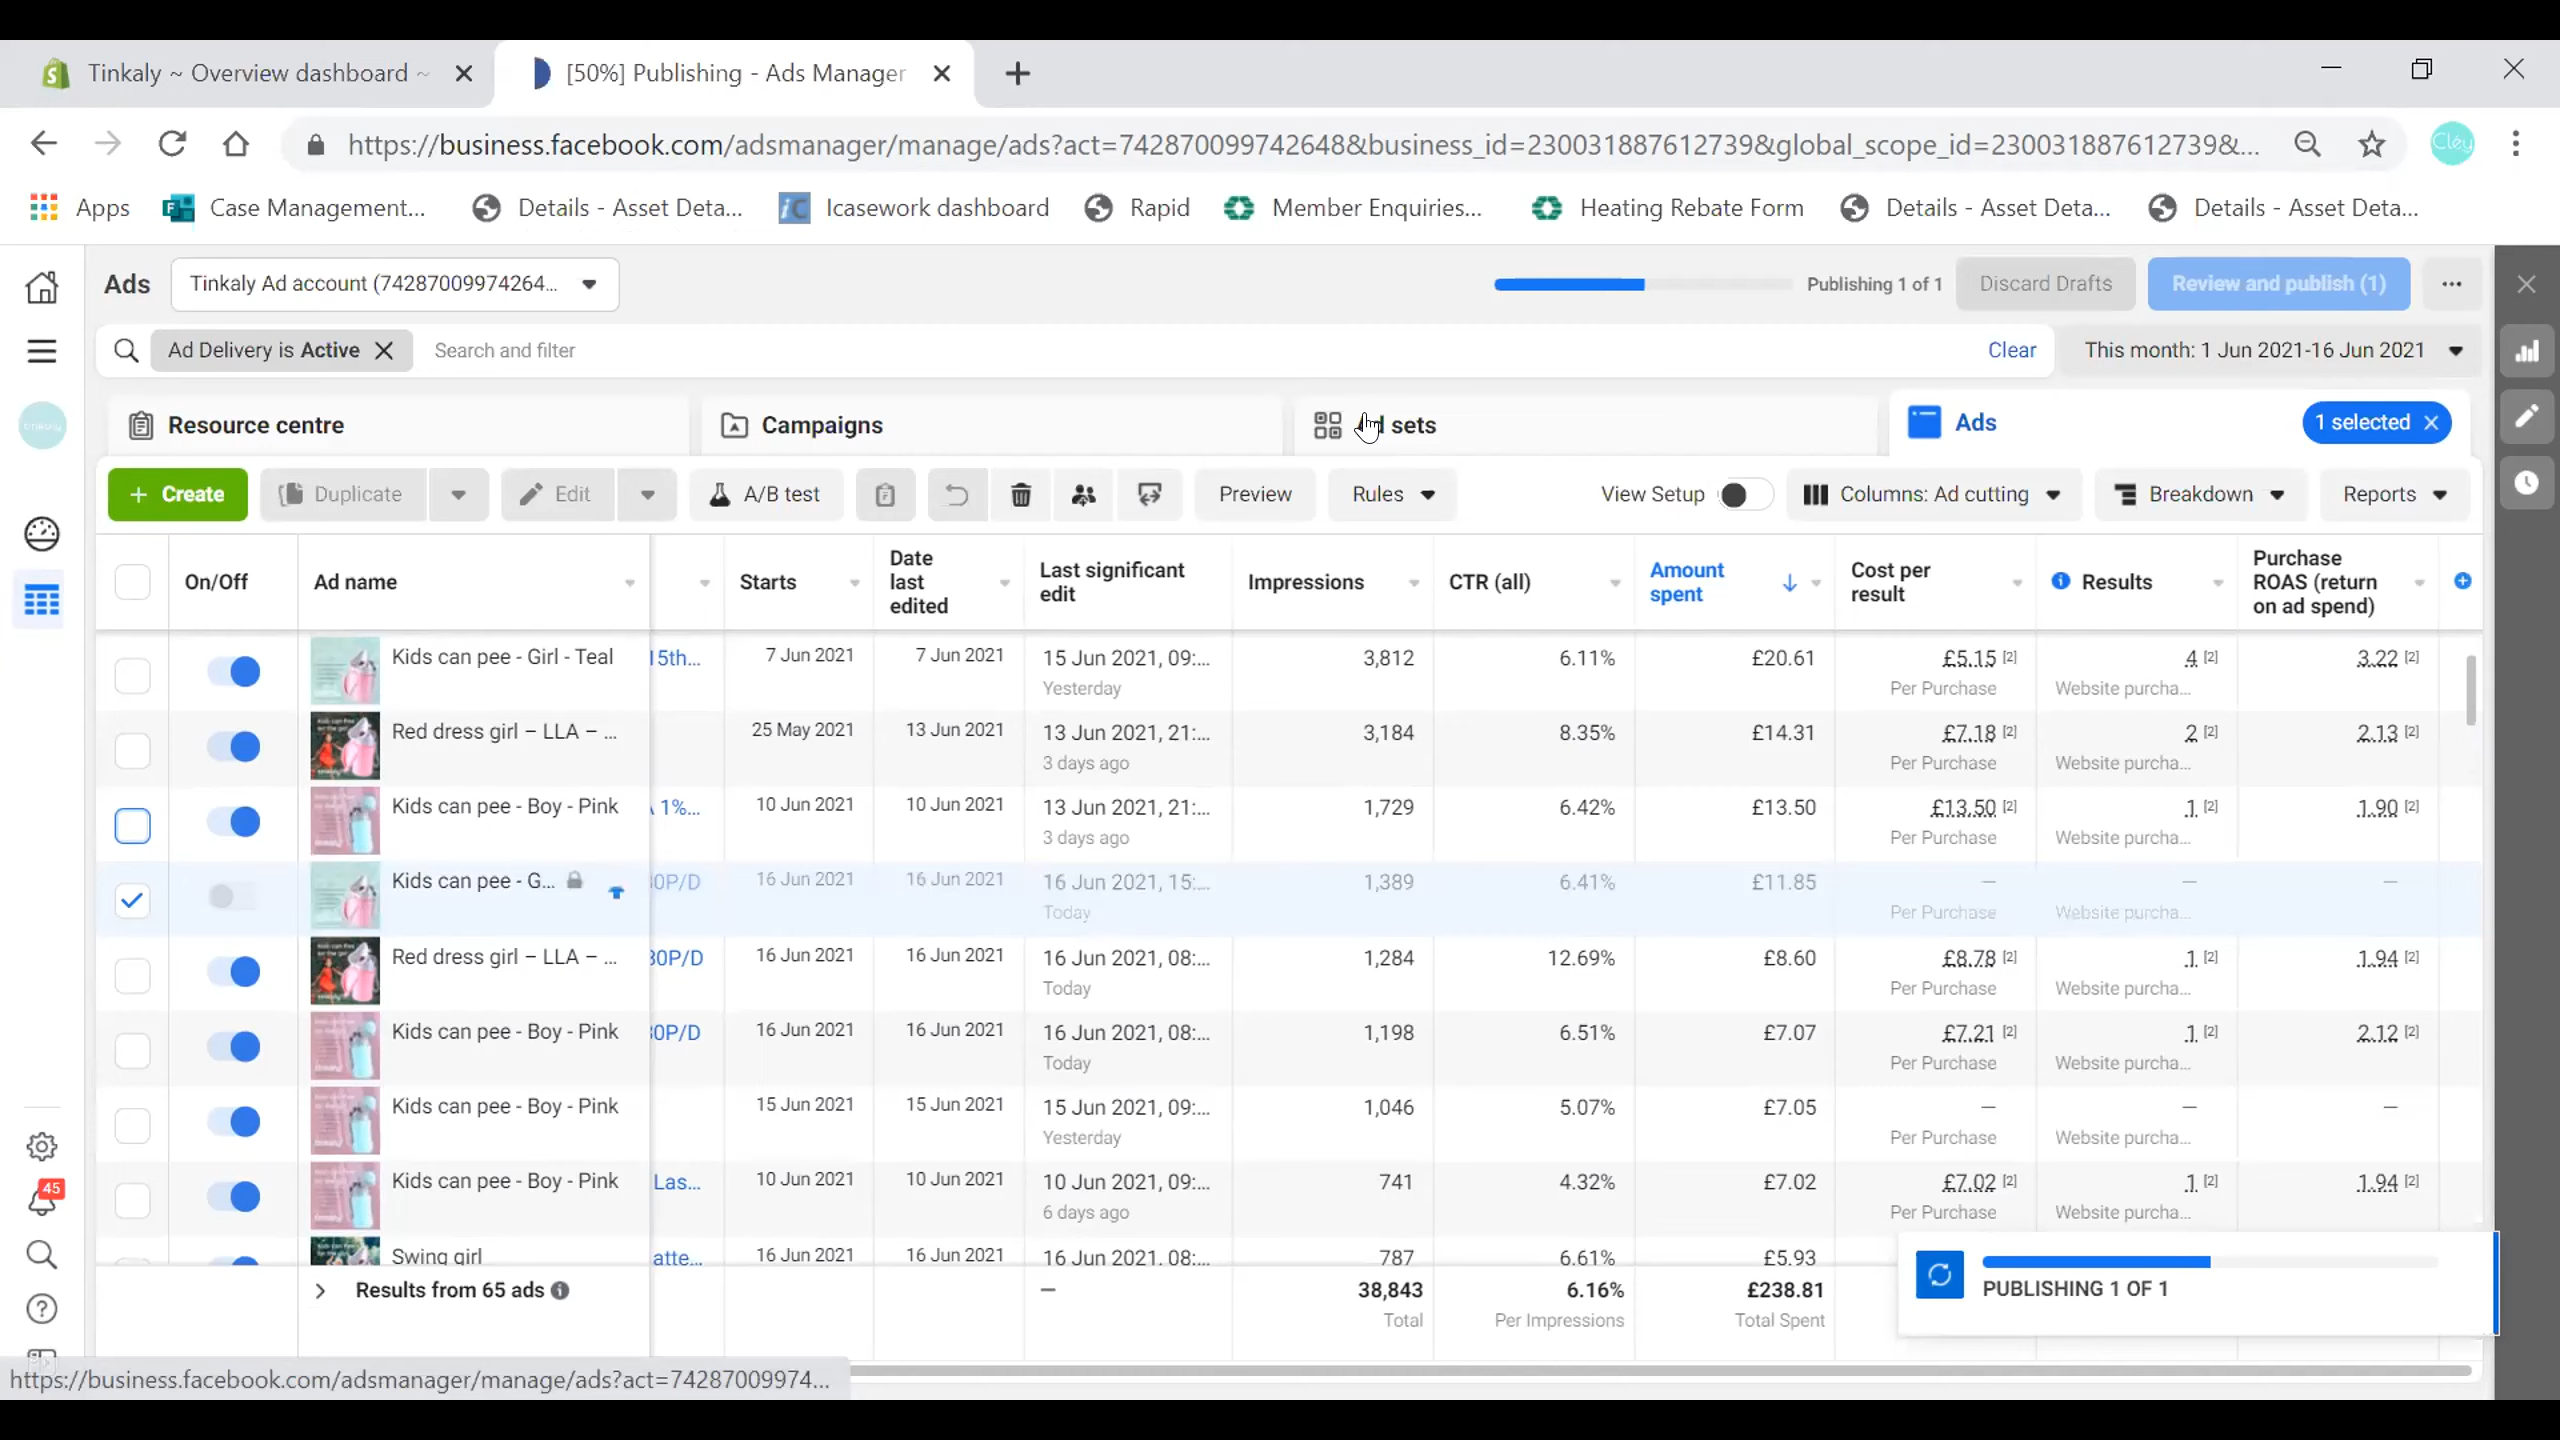 Tinkaly ~ Overview dashboard ~
[50%] Publishing - Ads Manager
https://business.facebook.com/adsmanager/manage/ads?act=742870099742648&business_id=230031887612739&global_scope_id=230031887612739&...
Cléy
Apps
Case Management...
Details - Asset Deta...
Icasework dashboard
Rapid
Member Enquiries...
Heating Rebate Form
Details - Asset Deta...
Details - Asset Deta...
Ads
Tinkaly Ad account (74287009974264...
Publishing 1 of 1
Discard Drafts
Review and publish (1)
Ad Delivery is Active
Search and filter
Clear
This month: 1 Jun 2021-16 Jun 2021
Resource centre
Campaigns
sets
Ads
1 selected
+ Create
Duplicate
Edit
A/B test
Preview
Rules
View Setup
Columns: Ad cutting
Breakdown
Reports
On/Off
Ad name
Starts
Date last edited
Last significant edit
Impressions
CTR (all)
Amount spent
Cost per result
Results
Purchase ROAS (return on ad spend)
Kids can pee - Girl - Teal 15th... 7 Jun 2021 7 Jun 2021 15 Jun 2021, 09:... 3,812 6.11% £20.61 £5.15 [2] 4 [2] 3.22 [2]
Yesterday Per Purchase Website purcha...
Red dress girl – LLA – ... 25 May 2021 13 Jun 2021 13 Jun 2021, 21:... 3,184 8.35% £14.31 £7.18 [2] 2 [2] 2.13 [2]
3 days ago Per Purchase Website purcha...
Kids can pee - Boy - Pink 1%... 10 Jun 2021 10 Jun 2021 13 Jun 2021, 21:... 1,729 6.42% £13.50 £13.50 [2] 1 [2] 1.90 [2]
3 days ago Per Purchase Website purcha...
Kids can pee - G... 0P/D 16 Jun 2021 16 Jun 2021 16 Jun 2021, 15:... 1,389 6.41% £11.85 — — —
Today Per Purchase Website purcha...
Red dress girl – LLA – ... 30P/D 16 Jun 2021 16 Jun 2021 16 Jun 2021, 08:... 1,284 12.69% £8.60 £8.78 [2] 1 [2] 1.94 [2]
Today Per Purchase Website purcha...
Kids can pee - Boy - Pink 0P/D 16 Jun 2021 16 Jun 2021 16 Jun 2021, 08:... 1,198 6.51% £7.07 £7.21 [2] 1 [2] 2.12 [2]
Today Per Purchase Website purcha...
Kids can pee - Boy - Pink 15 Jun 2021 15 Jun 2021 15 Jun 2021, 09:... 1,046 5.07% £7.05 — — —
Yesterday Per Purchase Website purcha...
Kids can pee - Boy - Pink Las... 10 Jun 2021 10 Jun 2021 10 Jun 2021, 09:... 741 4.32% £7.02 £7.02 [2] 1 [2] 1.94 [2]
6 days ago Per Purchase Website purcha...
Swing girl atte... 16 Jun 2021 16 Jun 2021 16 Jun 2021, 08:... 787 6.61% £5.93
Results from 65 ads — 38,843 6.16% £238.81
Total Per Impressions Total Spent
PUBLISHING 1 OF 1
45
https://business.facebook.com/adsmanager/manage/ads?act=74287009974...